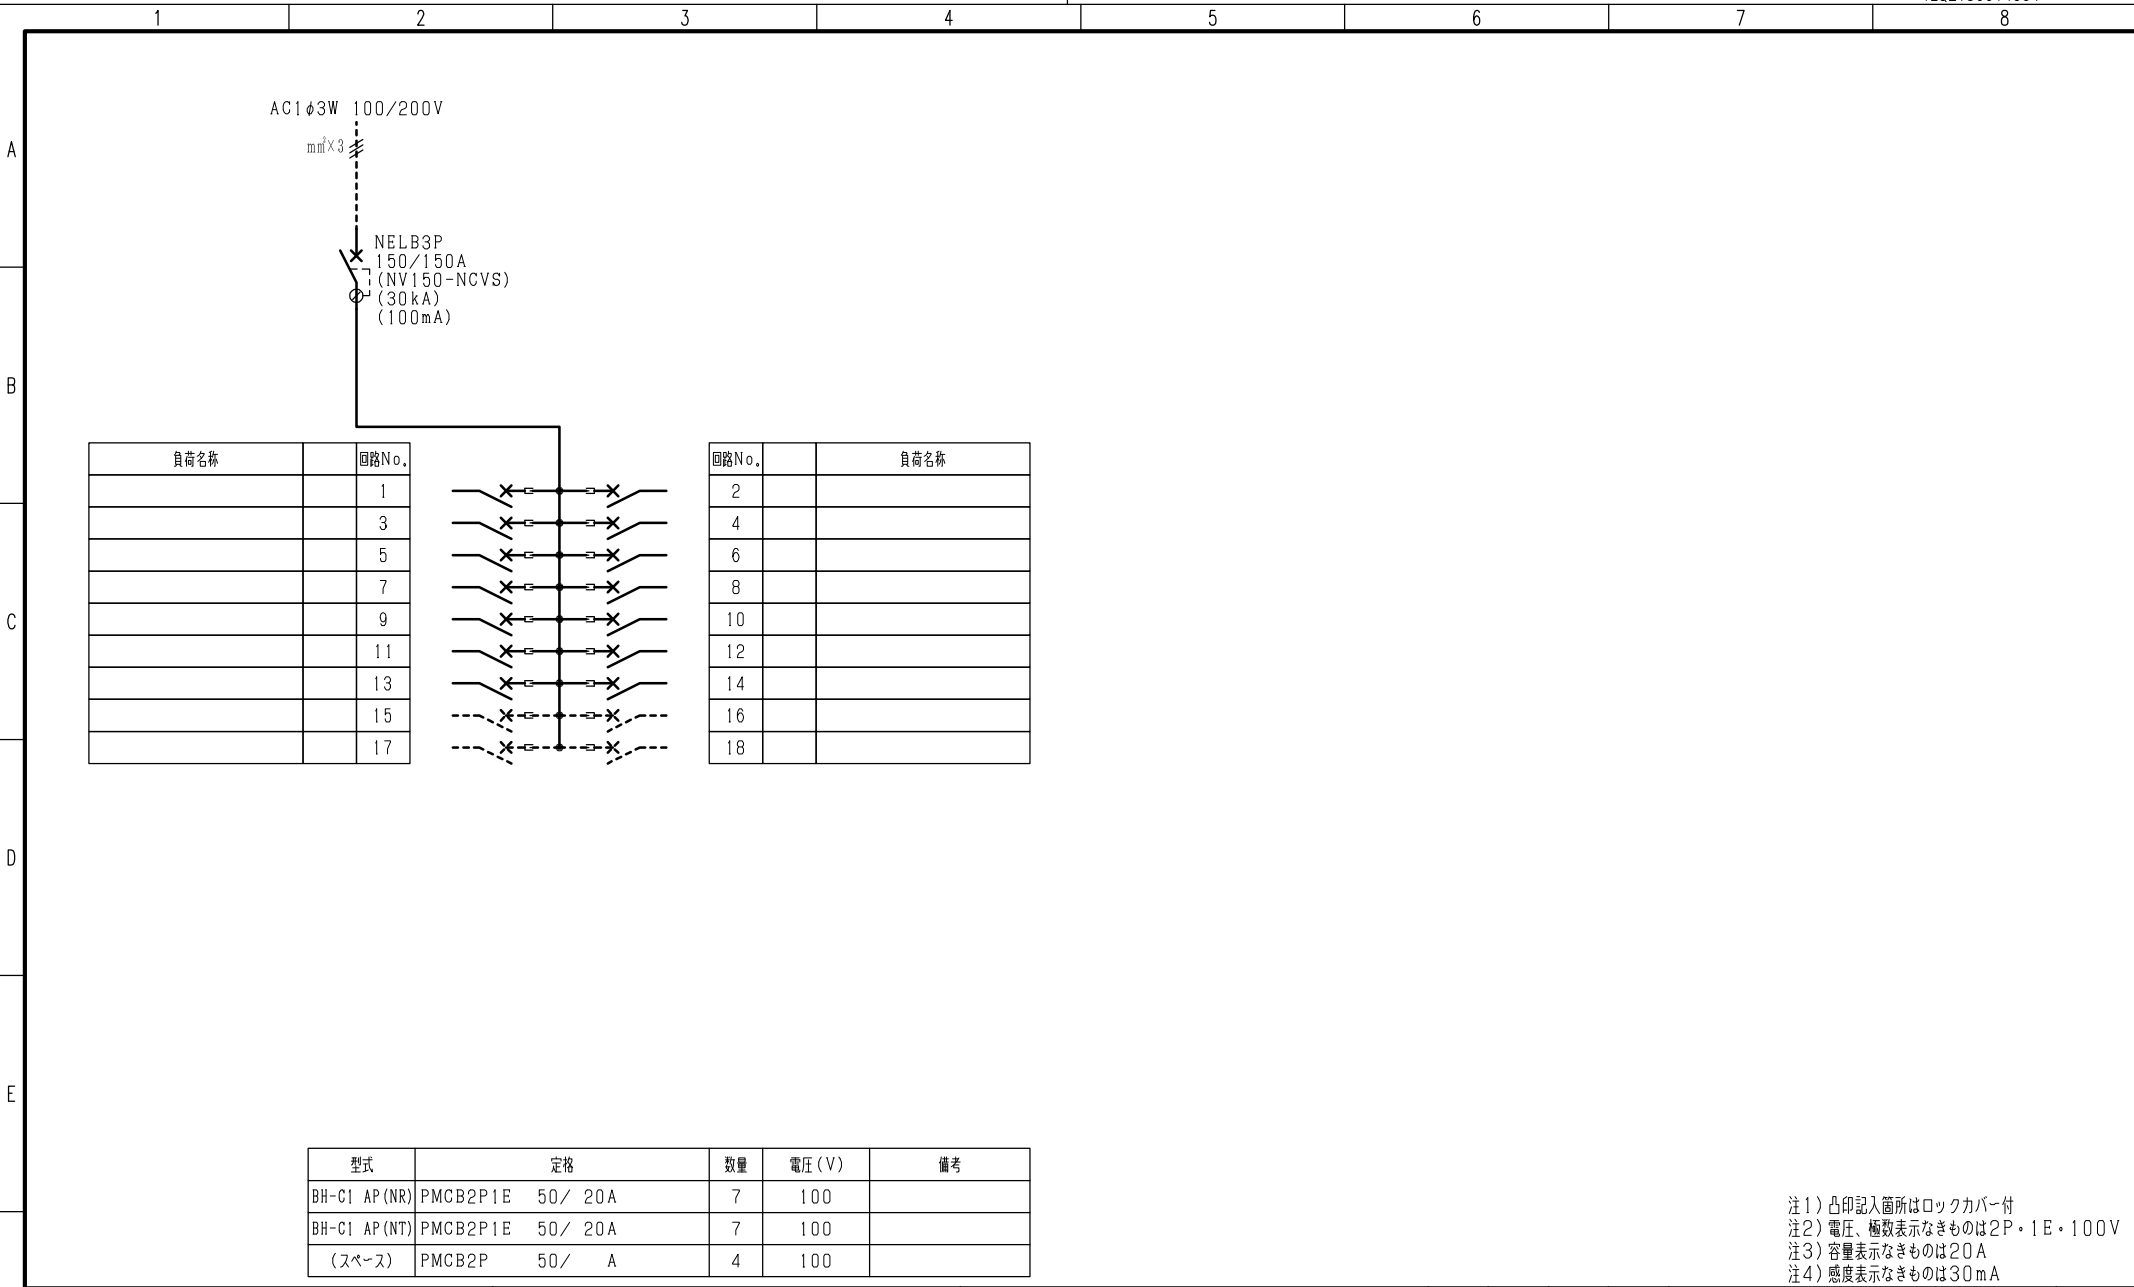 1 2 3 4 5 6 7 8
A
B
C
D
E
AC1φ3W 100/200V
mm²×3
NELB3P
150/150A
(NV150-NCVS)
(30kA)
(100mA)
負荷名称 回路No. 回路No. 負荷名称
1 2
3 4
5 6
7 8
9 10
11 12
13 14
15 16
17 18
型式 定格 数量 電圧(V) 備考
BH-C1 AP(NR) PMCB2P1E 50/ 20A 7 100
BH-C1 AP(NT) PMCB2P1E 50/ 20A 7 100
(スペース) PMCB2P 50/ A 4 100
注1)凸印記入箇所はロックカバー付
注2)電圧、極数表示なきものは2P・1E・100V
注3)容量表示なきものは20A
注4)感度表示なきものは30mA